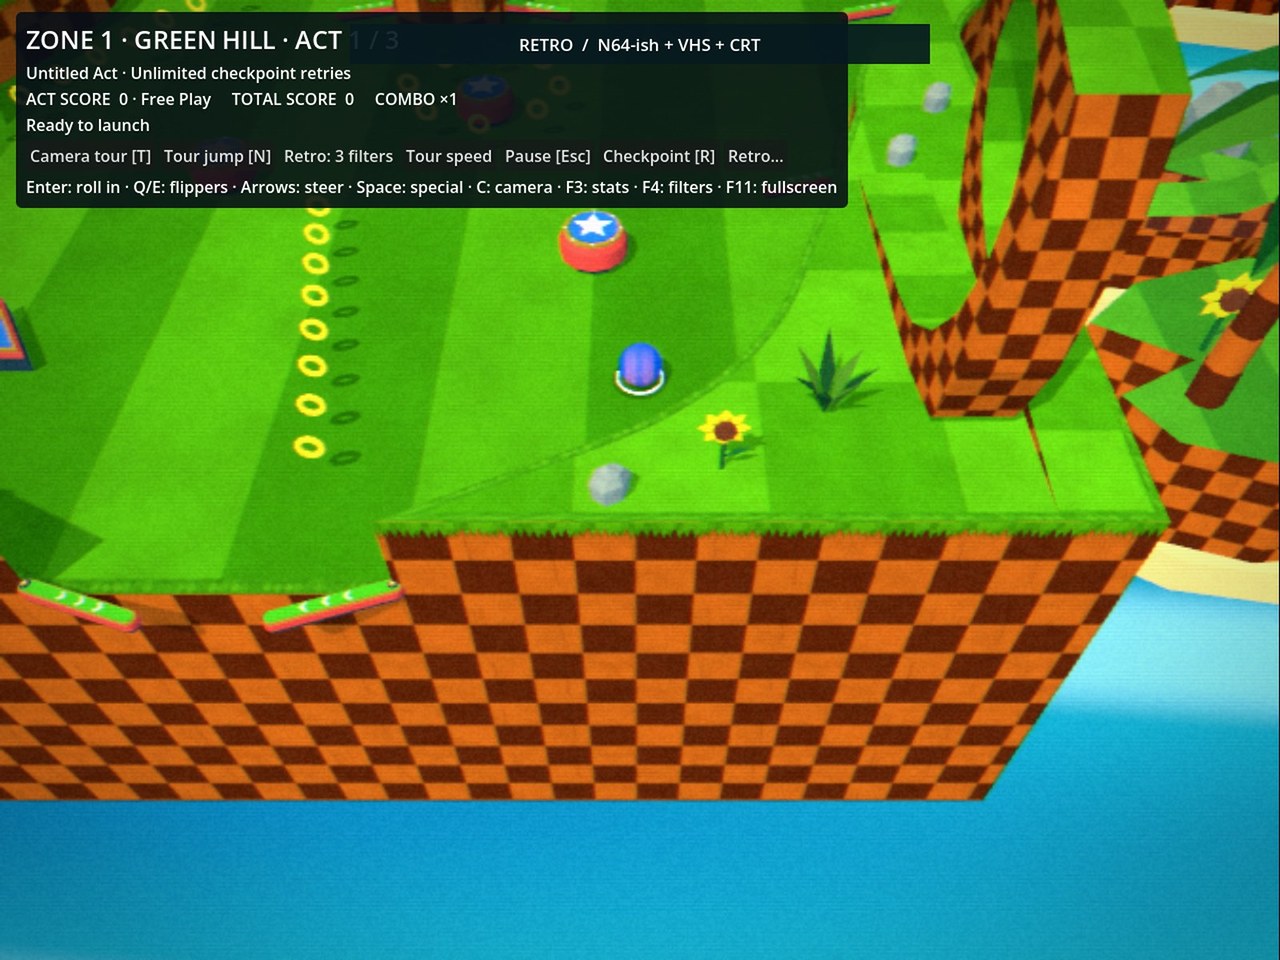 ZONE 1 · GREEN HILL · ACT 1 / 3
RETRO / N64-ish + VHS + CRT
Untitled Act · Unlimited checkpoint retries
ACT SCORE 0 · Free Play TOTAL SCORE 0 COMBO ×1
Ready to launch
Camera tour [T] Tour jump [N] Retro: 3 filters Tour speed Pause [Esc] Checkpoint [R] Retro...
Enter: roll in · Q/E: flippers · Arrows: steer · Space: special · C: camera · F3: stats · F4: filters · F11: fullscreen